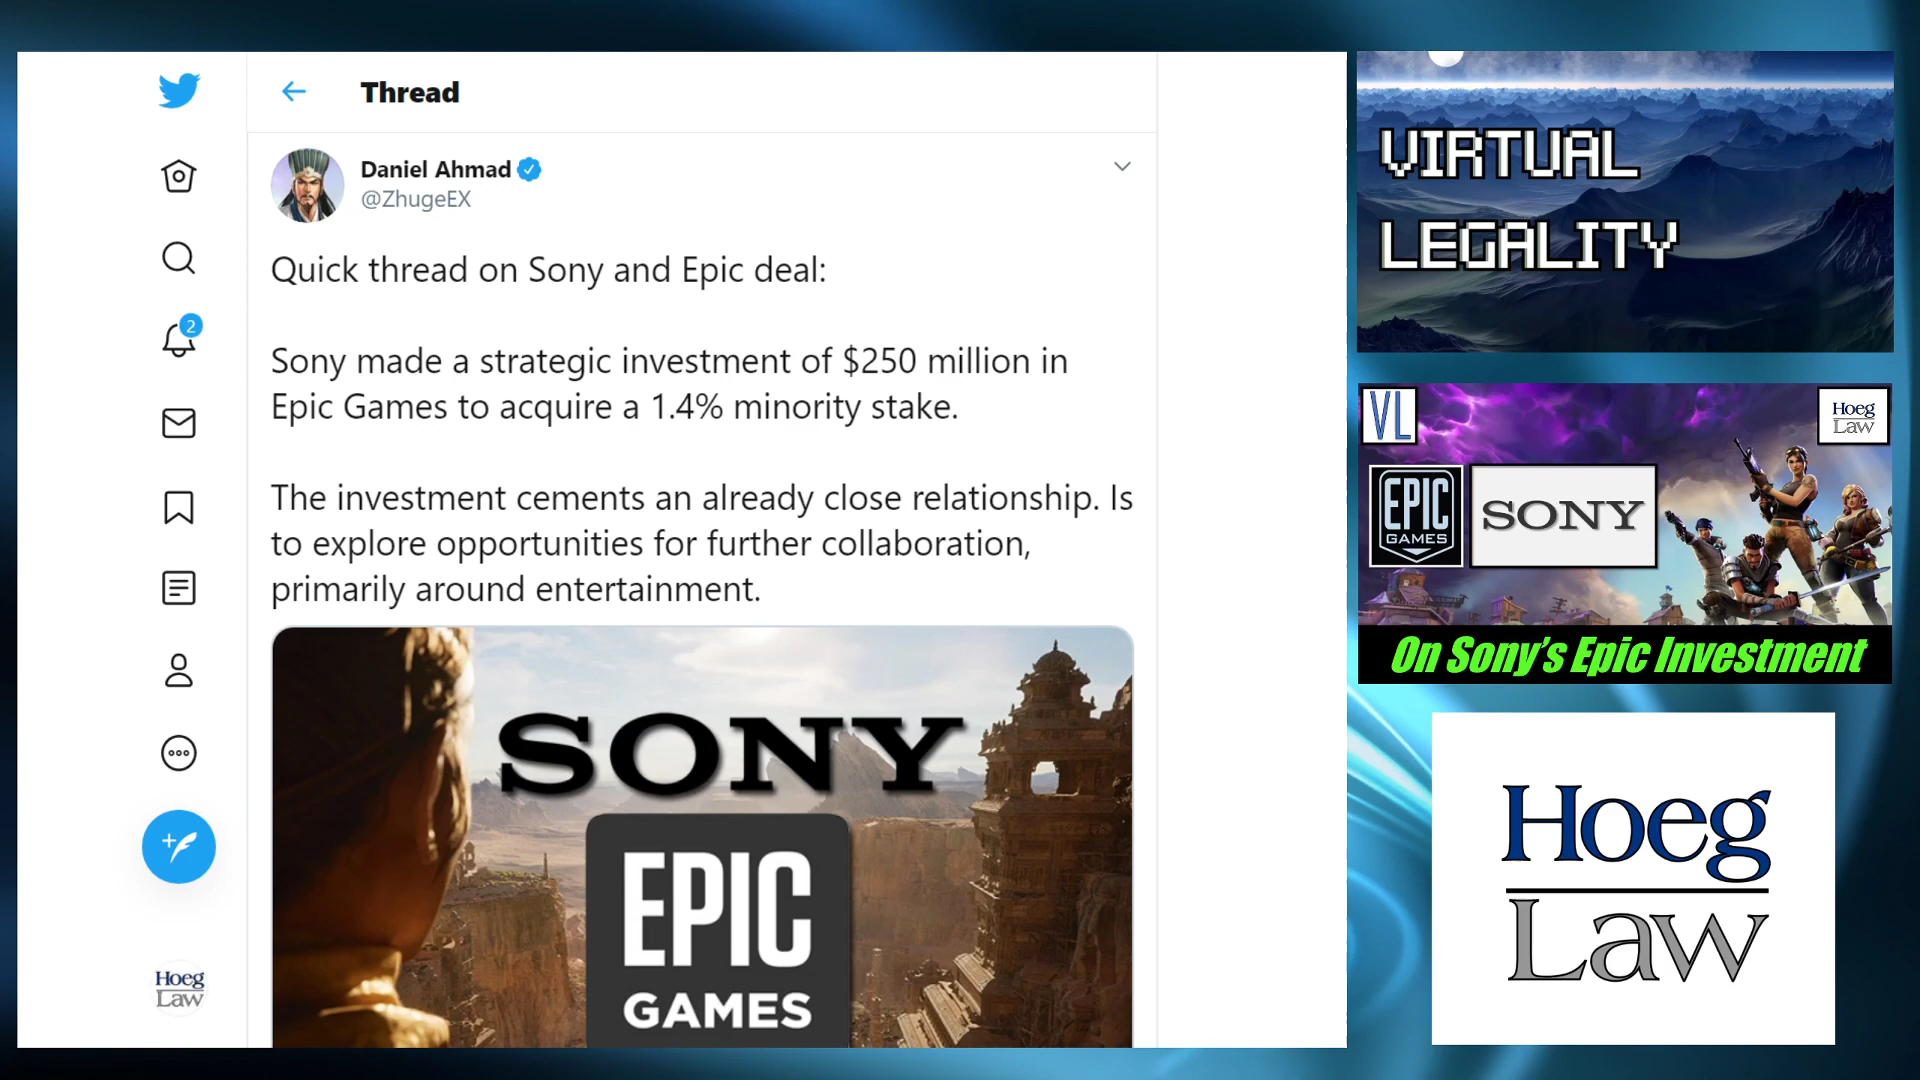 Thread
Daniel Ahmad
@ZhugeEX
Quick thread on Sony and Epic deal:
Sony made a strategic investment of $250 million in
Epic Games to acquire a 1.4% minority stake.
The investment cements an already close relationship. Is
to explore opportunities for further collaboration,
primarily around entertainment.
SONY
EPIC
GAMES
2
Hoeg
Law
VIRTUAL
LEGALITY
VL
Hoeg
Law
EPIC
GAMES
SONY
On Sony's Epic Investment
Hoeg
Law